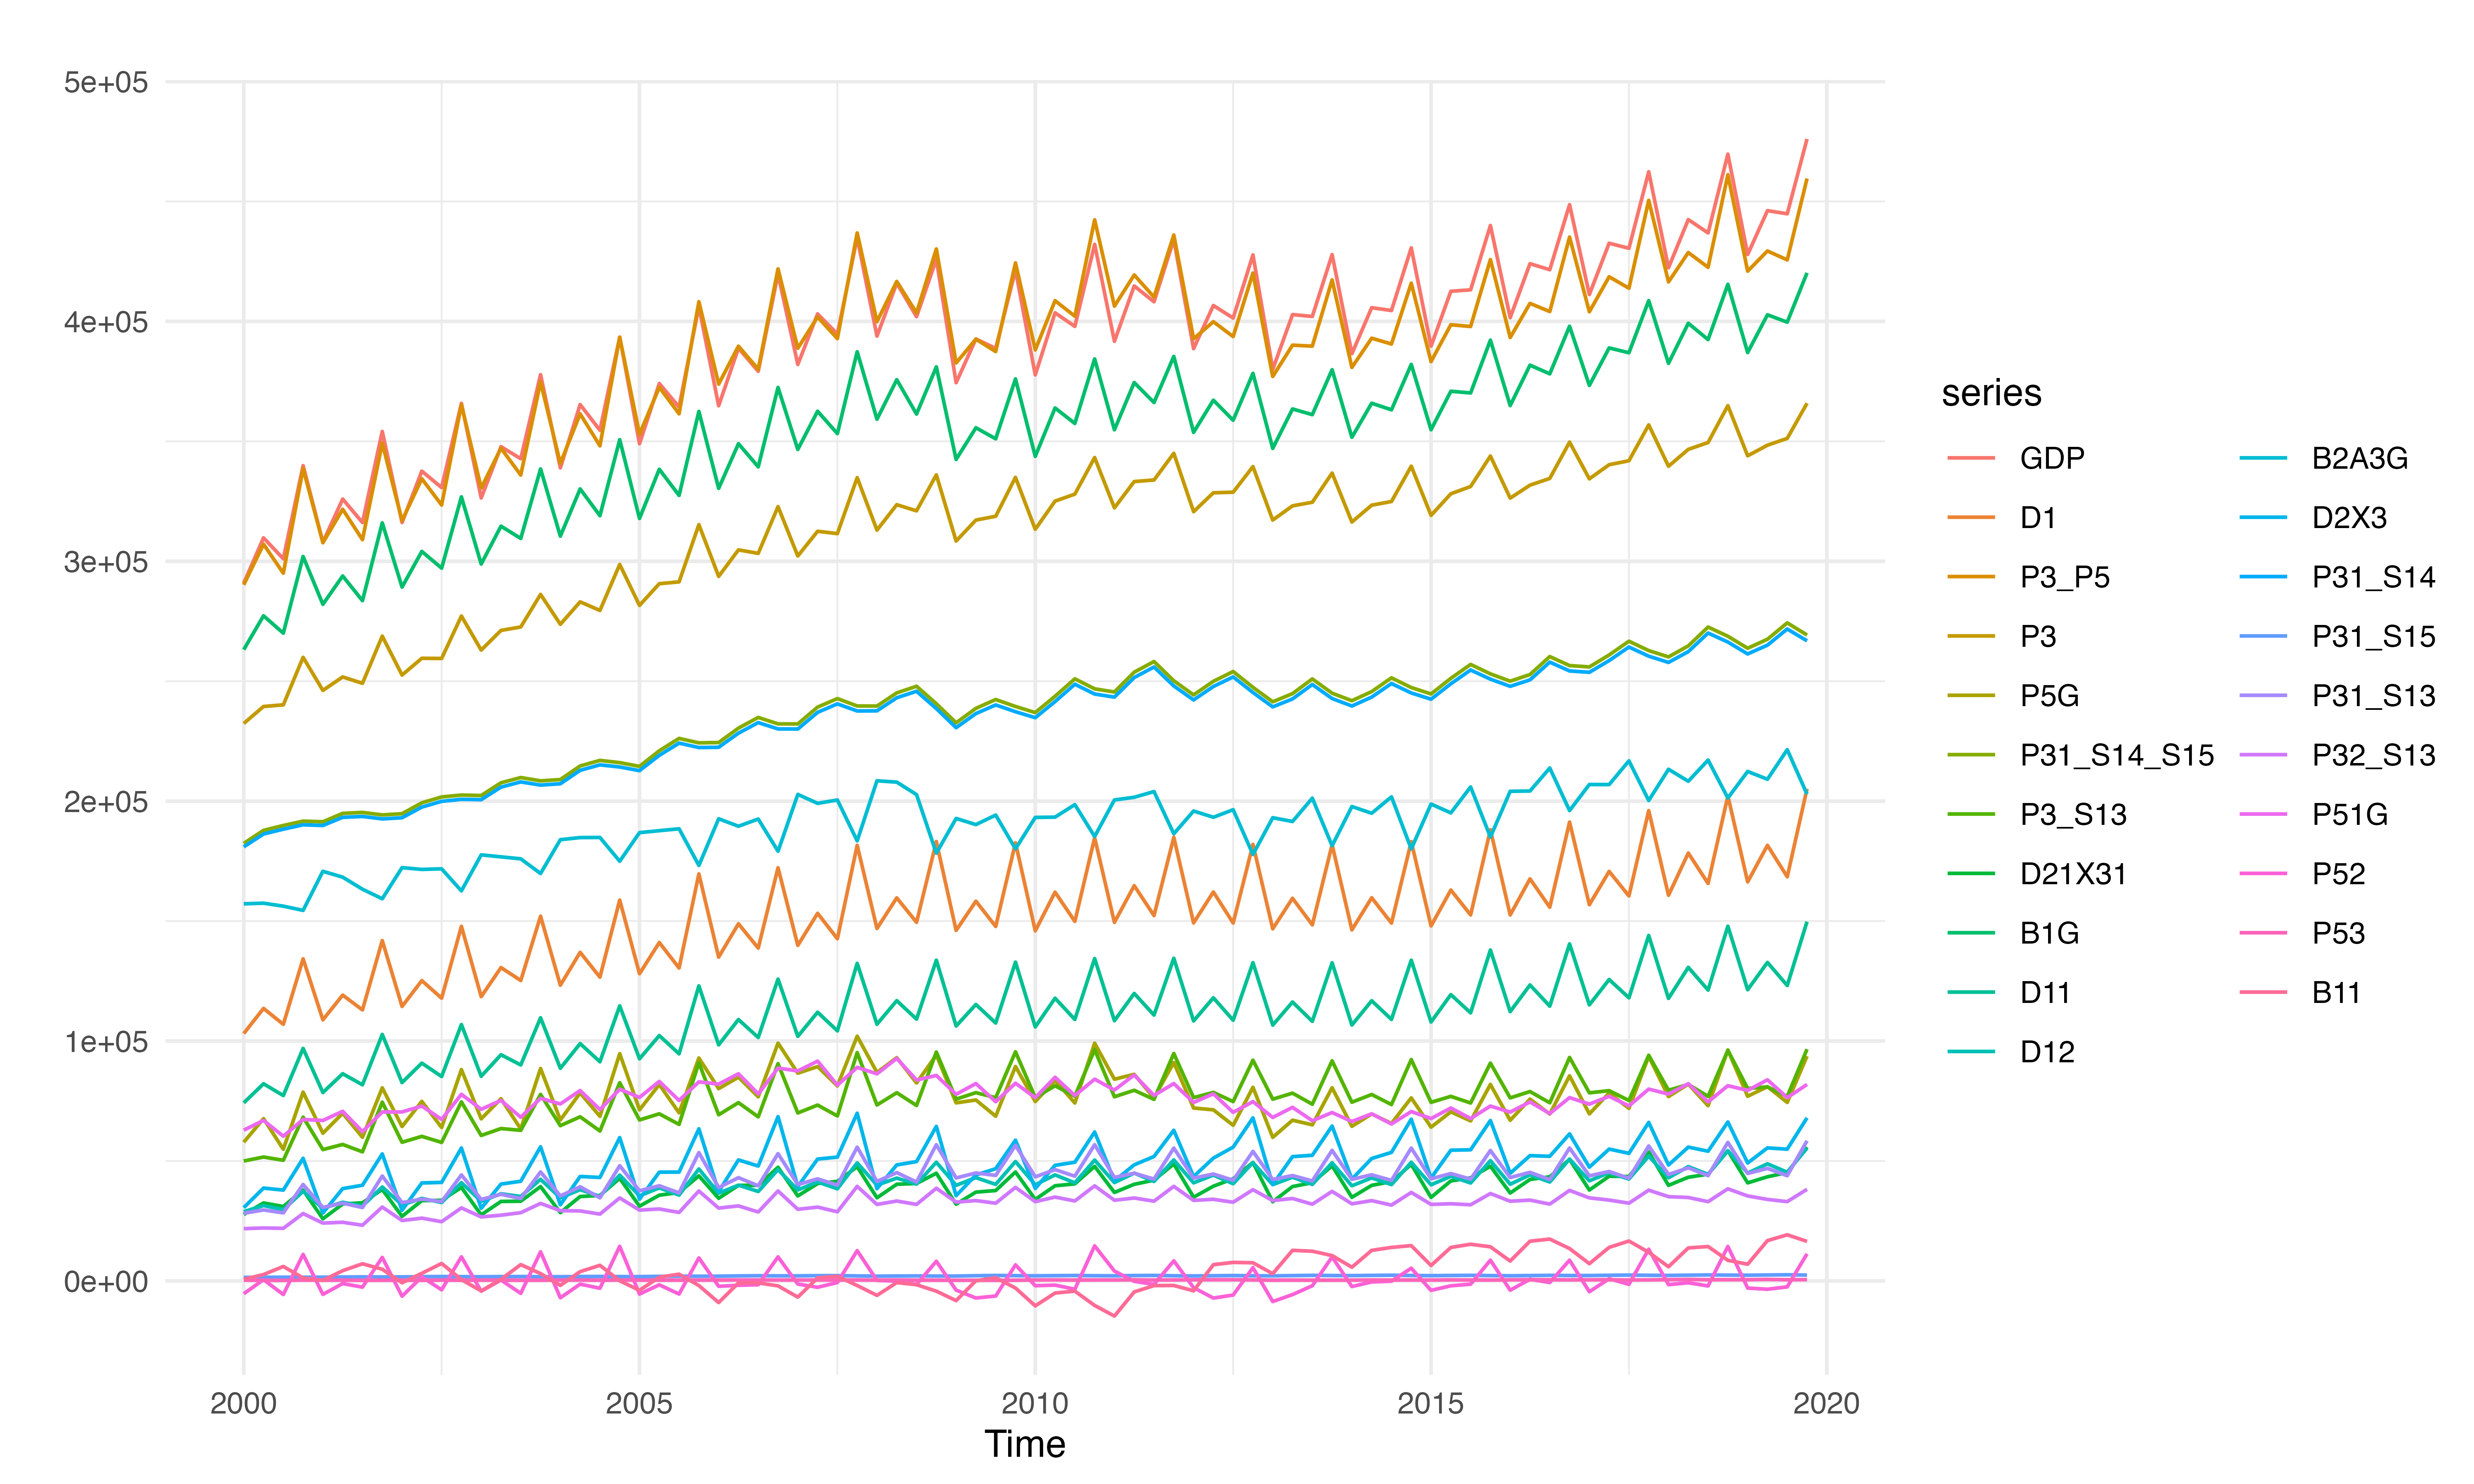 5e+05
4e+05
3e+05
2e+05
1e+05
0e+00
2000
2005
2010
2015
2020
Time
series
GDP
D1
P3_P5
P3
P5G
P31_S14_S15
P3_S13
D21X31
B1G
D11
D12
B2A3G
D2X3
P31_S14
P31_S15
P31_S13
P32_S13
P51G
P52
P53
B11